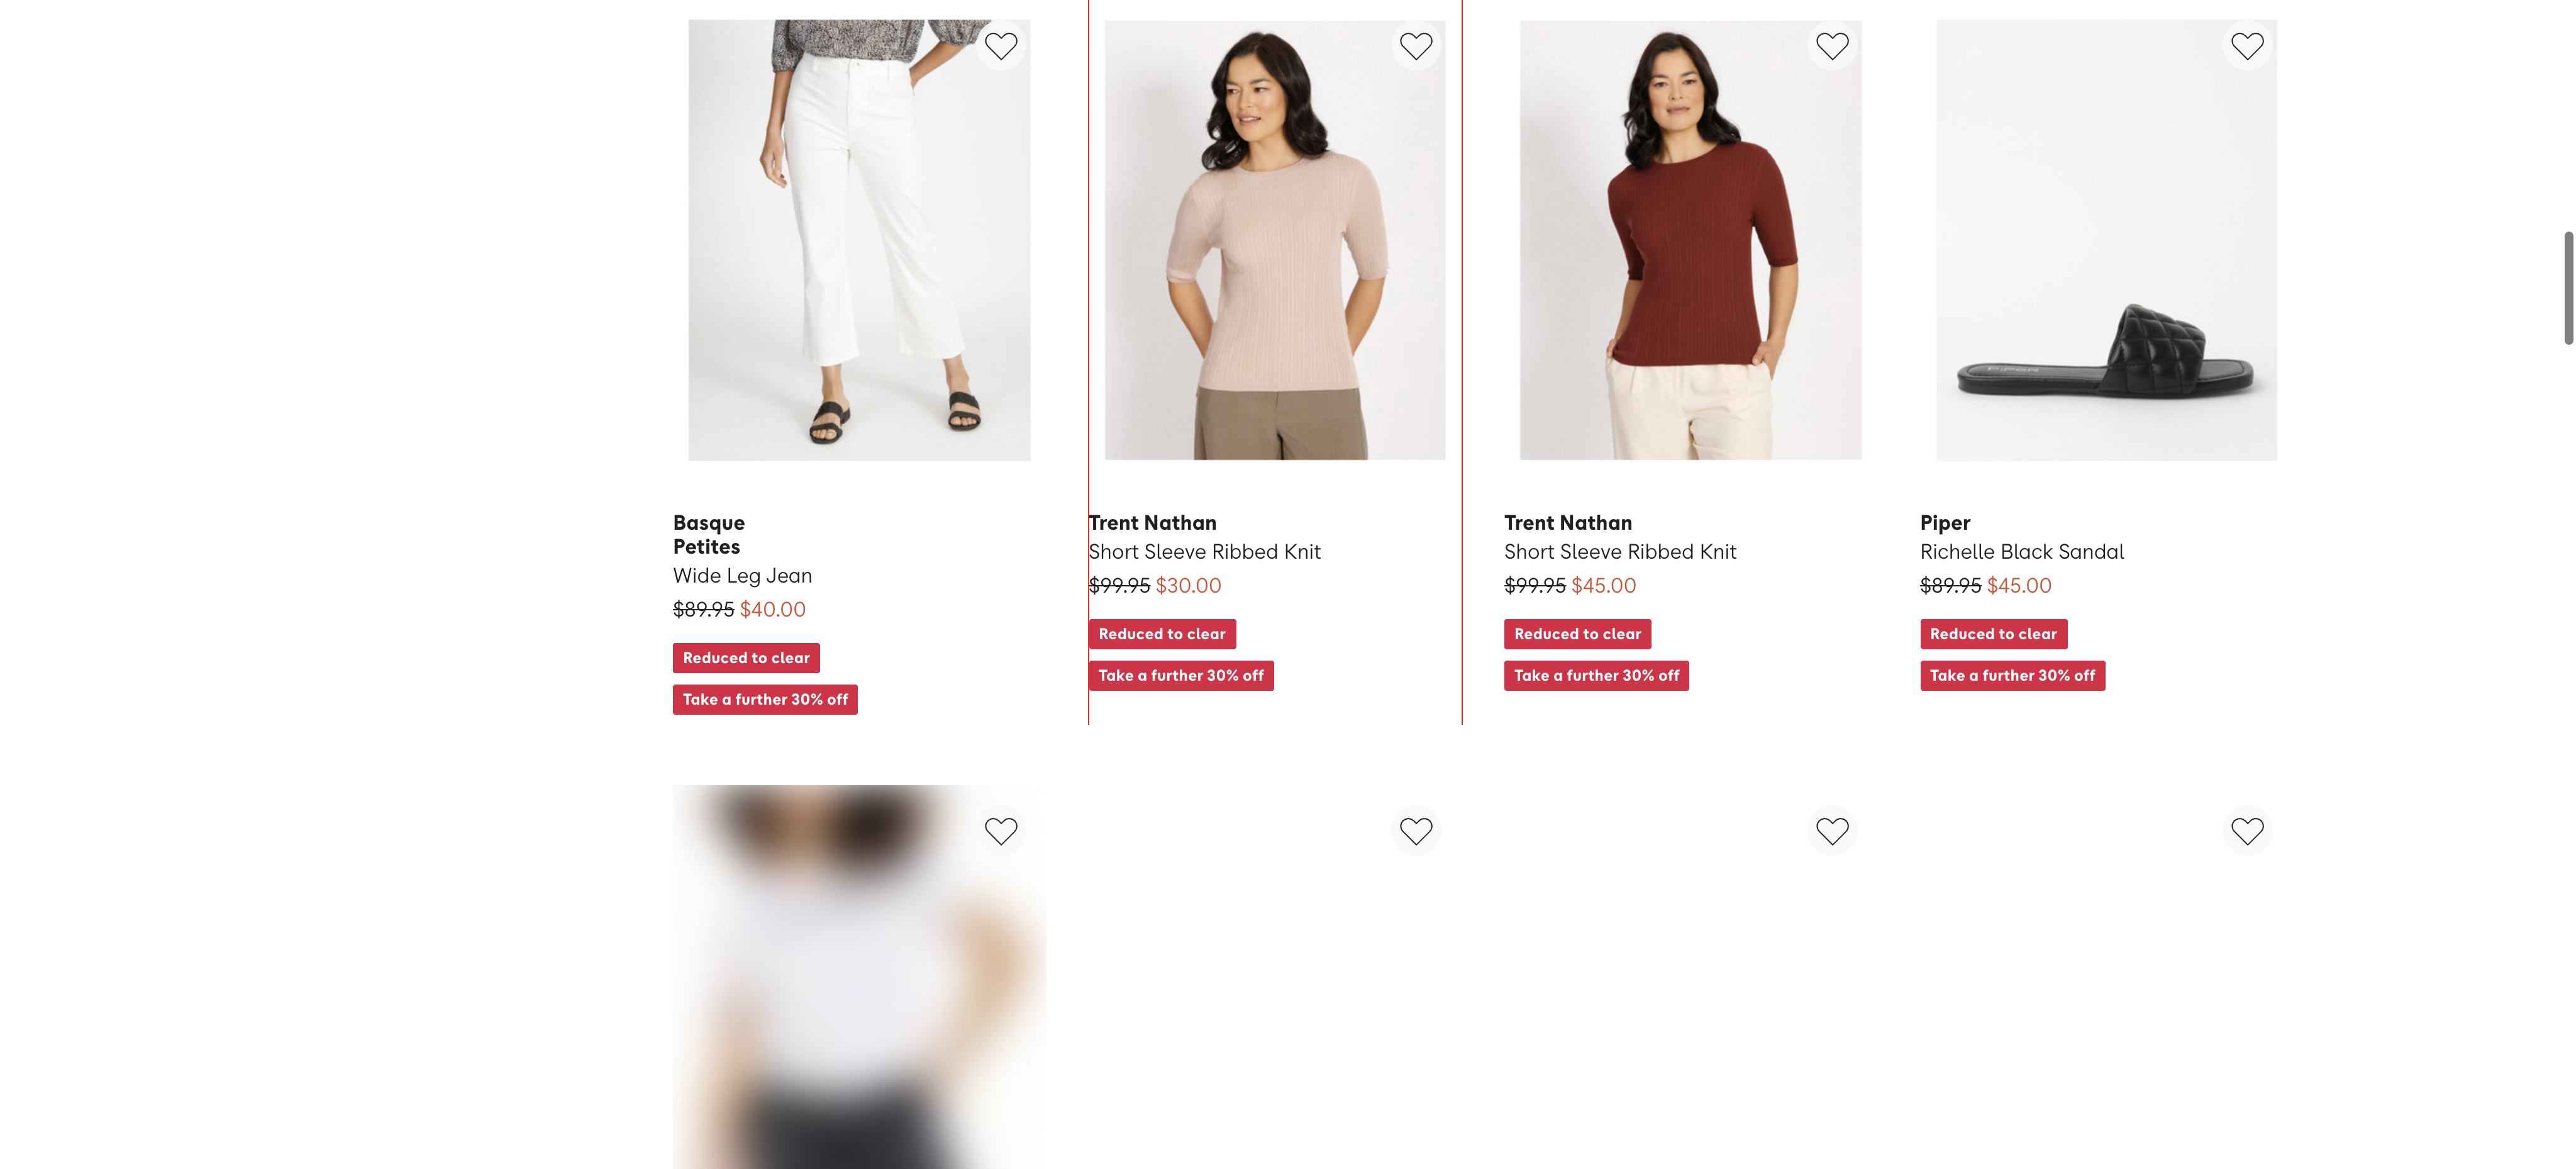 Basque
Petites
Wide Leg Jean
$89.95 $40.00
Reduced to clear
Take a further 30% off
Trent Nathan
Short Sleeve Ribbed Knit
$99.95 $30.00
Reduced to clear
Take a further 30% off
Trent Nathan
Short Sleeve Ribbed Knit
$99.95 $45.00
Reduced to clear
Take a further 30% off
Piper
Richelle Black Sandal
$89.95 $45.00
Reduced to clear
Take a further 30% off